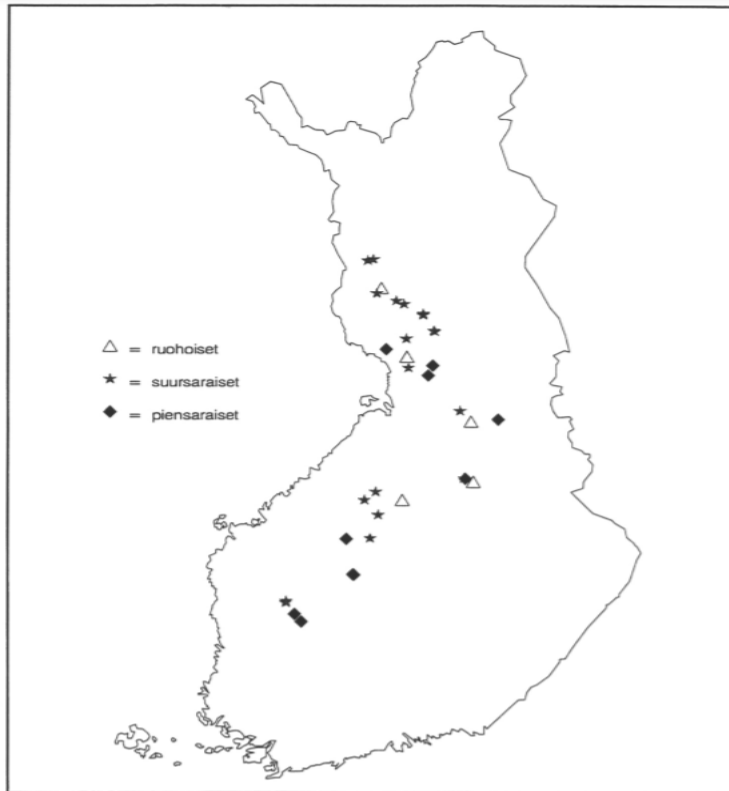 △ = ruohoiset
★ = suursaraiset
◆ = piensaraiset